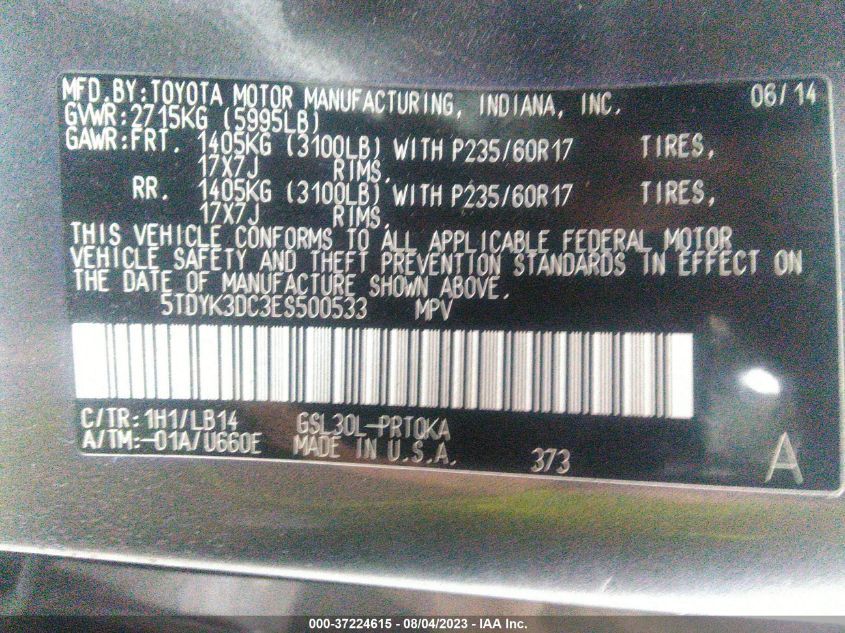 MFD.BY:TOYOTA MOTOR MANUFACTURING, INDIANA, INC. 06/14
GVWR:2715KG (5995LB)
GAWR:FRT. 1405KG (3100LB) WITH P235/60R17 TIRES,
17X7J RIMS,
RR. 1405KG (3100LB) WITH P235/60R17 TIRES,
17X7J RIMS.
THIS VEHICLE CONFORMS TO ALL APPLICABLE FEDERAL MOTOR
VEHICLE SAFETY AND THEFT PREVENTION STANDARDS IN EFFECT ON
THE DATE OF MANUFACTURE SHOWN ABOVE.
5TDYK3DC3ES500533 MPV
C/TR:1H1/LB14 GSL30L-PRTQKA
A/TM:-01A/U660E MADE IN U.S.A. 373 A
000-37224615 - 08/04/2023 - IAA Inc.